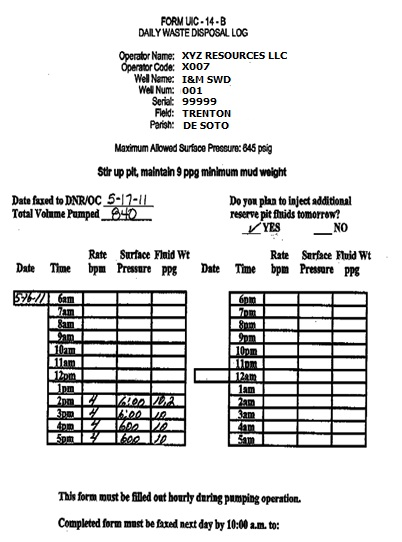 FORM UIC - 14 - B
DAILY WASTE DISPOSAL LOG
Operator Name: XYZ RESOURCES LLC
Operator Code: X007
Well Name: I&M SWD
Well Num: 001
Serial: 99999
Field: TRENTON
Parish: DE SOTO
Maximum Allowed Surface Pressure: 645 psig
Stir up pit, maintain 9 ppg minimum mud weight
Date faxed to DNR/OC 5-17-11 Do you plan to inject additional
Total Volume Pumped 840 reserve pit fluids tomorrow?
✓ YES NO
Rate Surface Fluid Wt Rate Surface Fluid Wt
Date Time bpm Pressure ppg Date Time bpm Pressure ppg
5-16-11 6am 6pm
7am 7pm
8am 8pm
9am 9pm
10am 10pm
11am 11pm
12pm 12am
1pm 1am
2pm 4 6:00 10.2 2am
3pm 4 6:00 10 3am
4pm 4 600 10 4am
5pm 4 600 10 5am
This form must be filled out hourly during pumping operation.
Completed form must be faxed next day by 10:00 a.m. to: